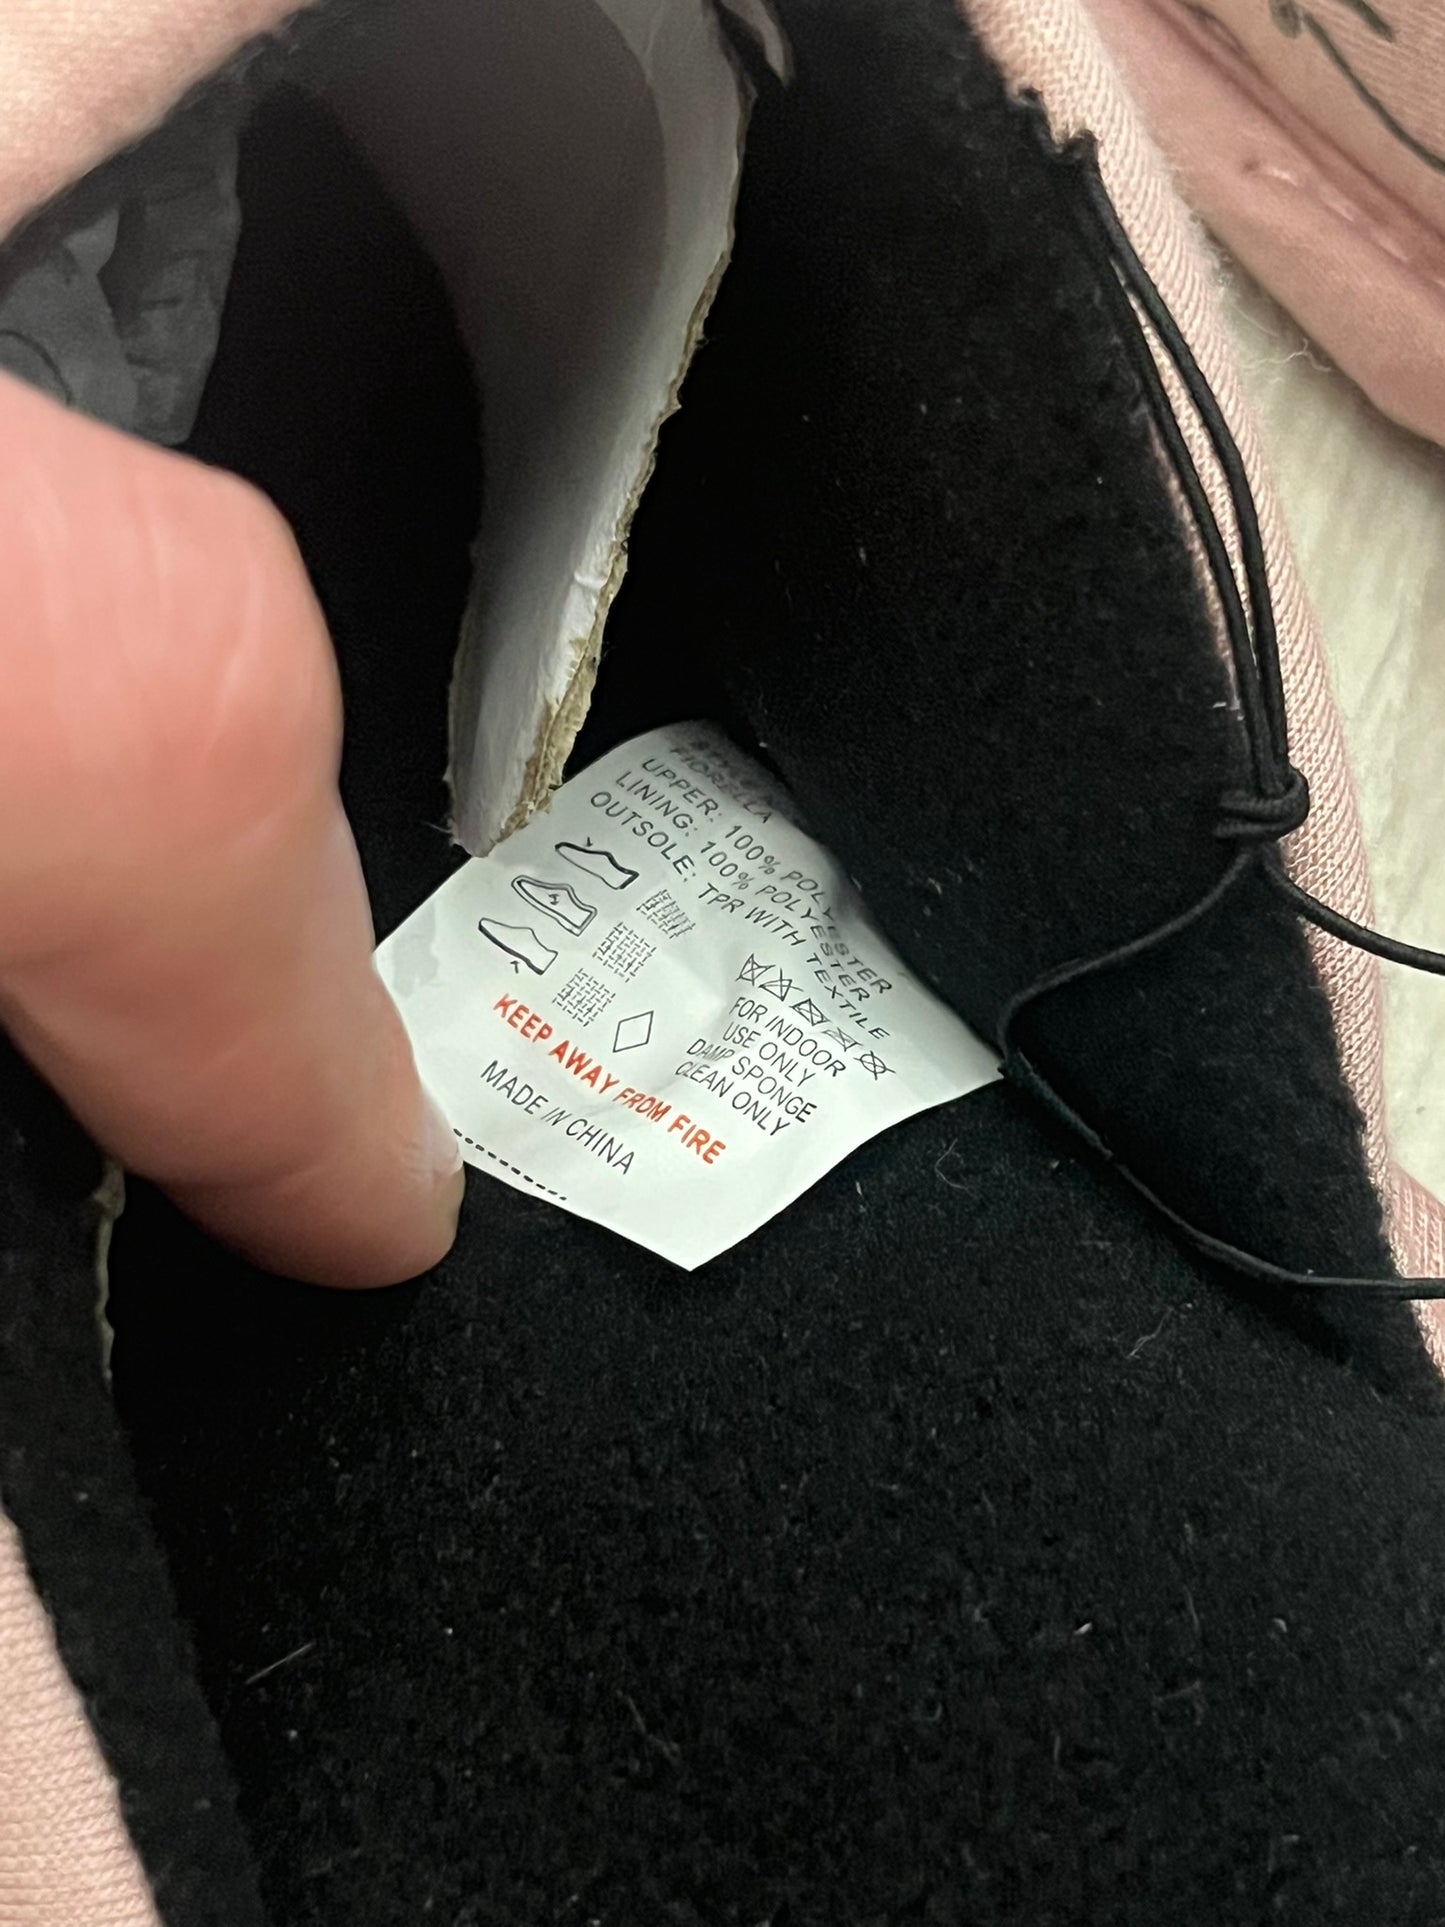 FIORELLA
UPPER: 100% POLYESTER
LINING: 100% POLYESTER
OUTSOLE: TPR WITH TEXTILE
FOR INDOOR
USE ONLY
DAMP SPONGE
CLEAN ONLY
KEEP AWAY FROM FIRE
MADE IN CHINA